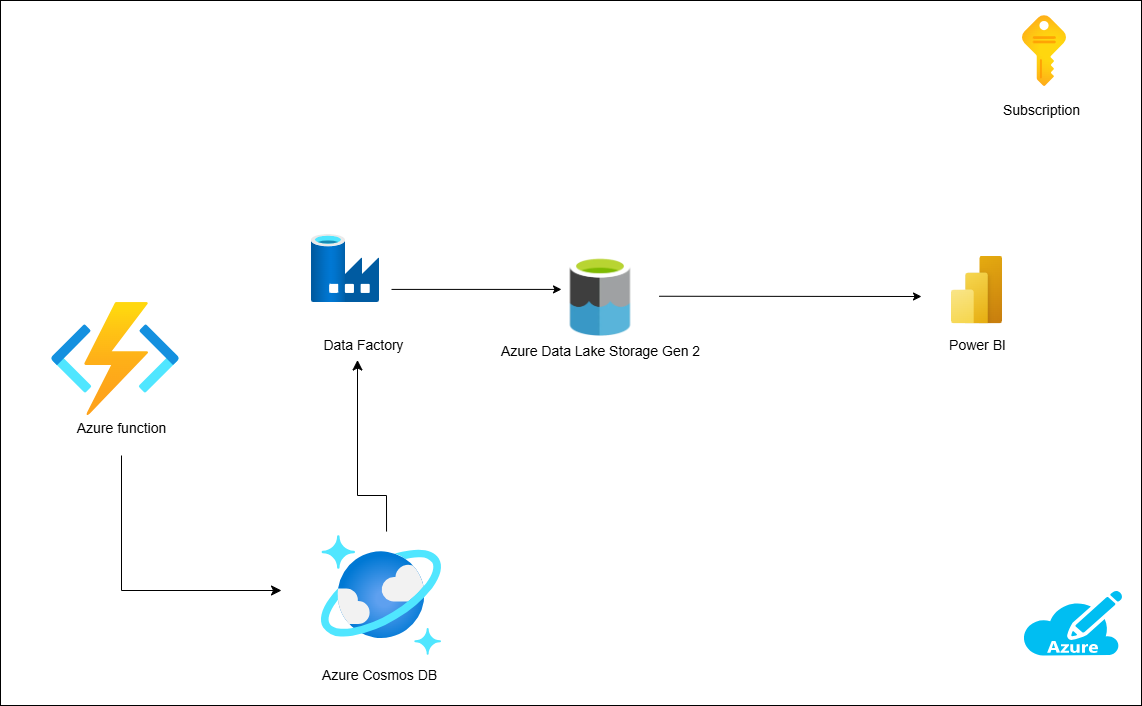 Subscription
Data Factory
Azure Data Lake Storage Gen 2
Power BI
Azure function
Azure Cosmos DB
Azure